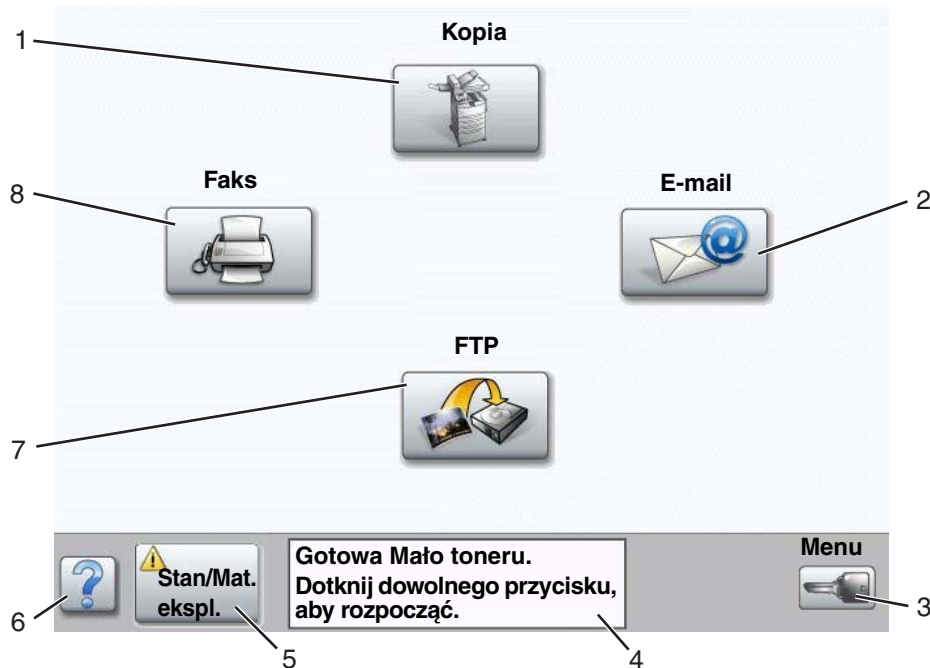 1
Kopia
Faks
8
E-mail
2
FTP
7
Menu
Gotowa Mało toneru.
Dotknij dowolnego przycisku,
aby rozpocząć.
Stan/Mat.
ekspl.
?
3
6
5
4